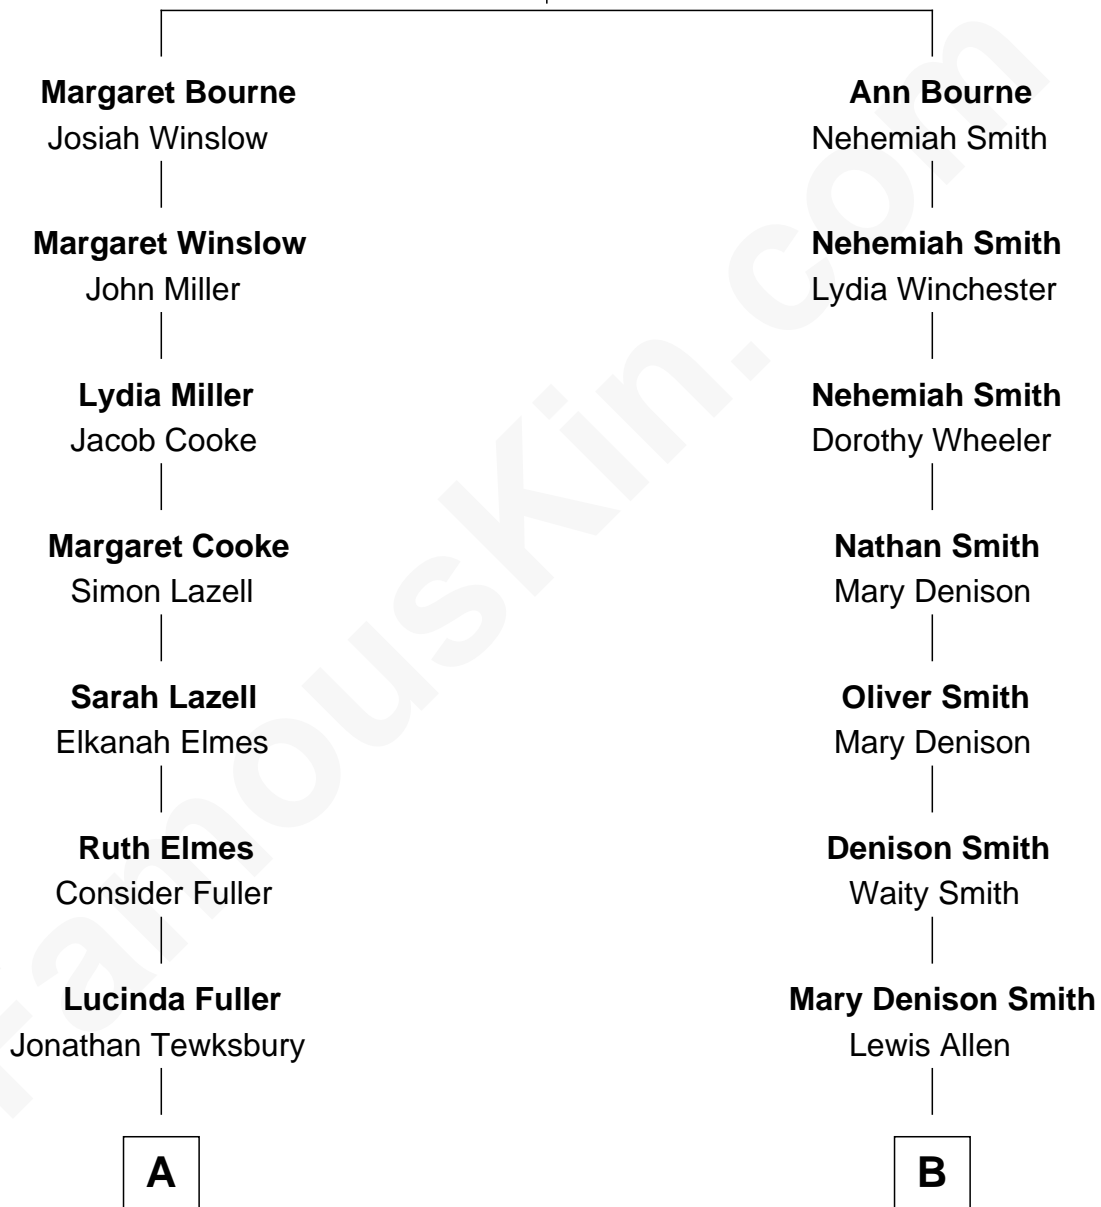 Margaret Bourne
Josiah Winslow
Margaret Winslow
John Miller
Lydia Miller
Jacob Cooke
Margaret Cooke
Simon Lazell
Sarah Lazell
Elkanah Elmes
Ruth Elmes
Consider Fuller
Lucinda Fuller
Jonathan Tewksbury
A
Ann Bourne
Nehemiah Smith
Nehemiah Smith
Lydia Winchester
Nehemiah Smith
Dorothy Wheeler
Nathan Smith
Mary Denison
Oliver Smith
Mary Denison
Denison Smith
Waity Smith
Mary Denison Smith
Lewis Allen
B
FamousKin.com